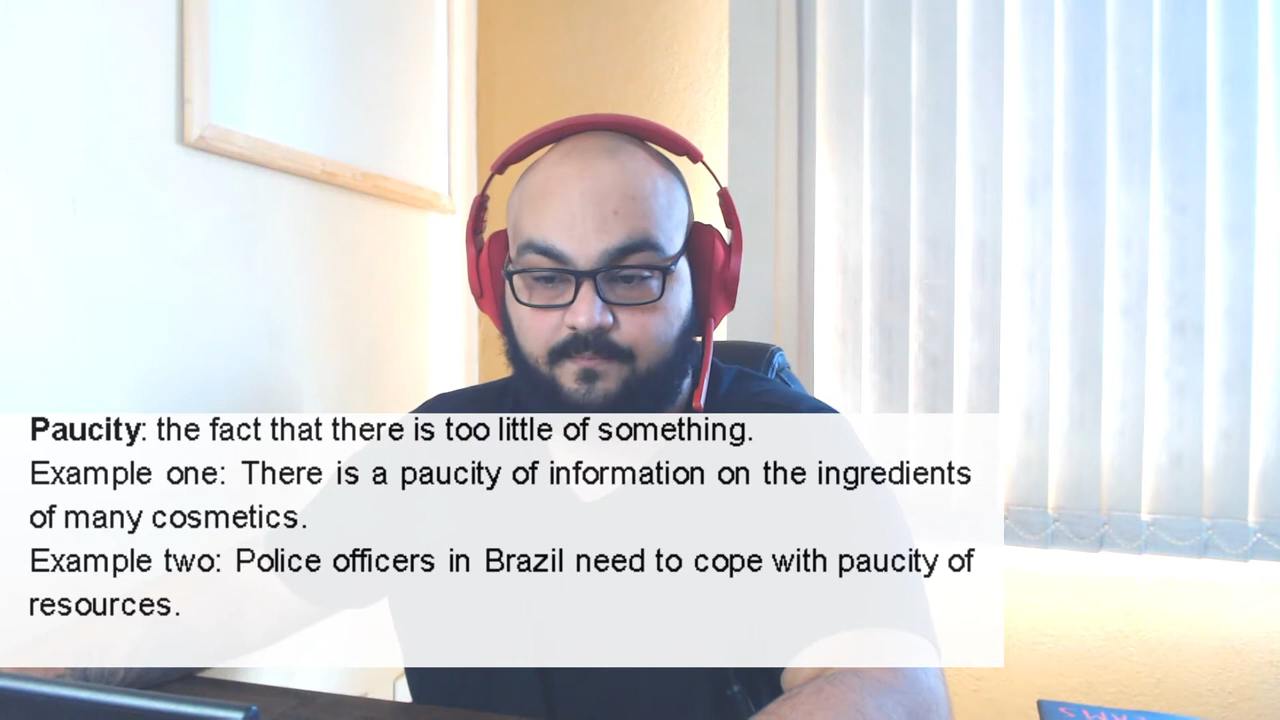 Paucity: the fact that there is too little of something.
Example one: There is a paucity of information on the ingredients
of many cosmetics.
Example two: Police officers in Brazil need to cope with paucity of
resources.